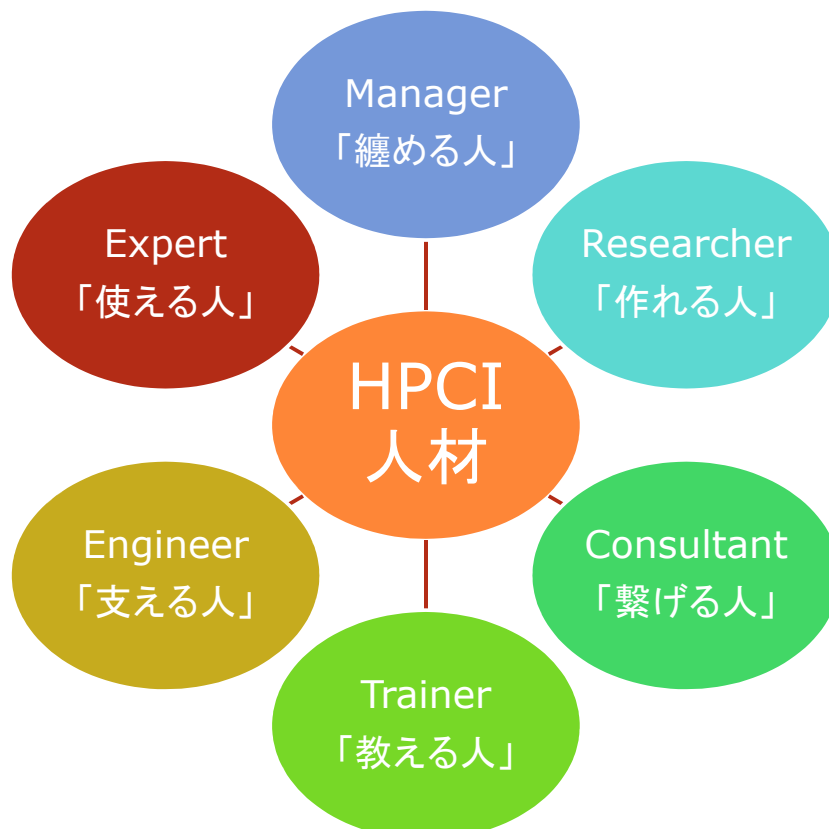 Manager
「纏める人」
Expert
「使える人」
Researcher
「作れる人」
HPCI
人材
Engineer
「支える人」
Consultant
「繋げる人」
Trainer
「教える人」